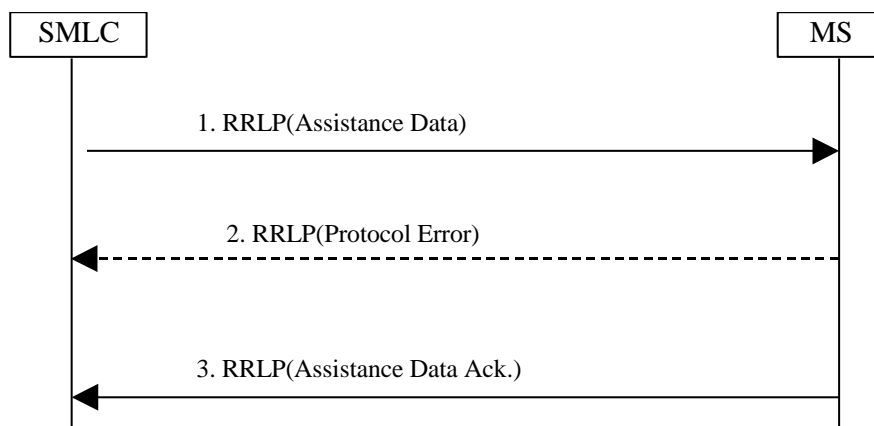 SMLC
MS
1. RRLP(Assistance Data)
2. RRLP(Protocol Error)
3. RRLP(Assistance Data Ack.)